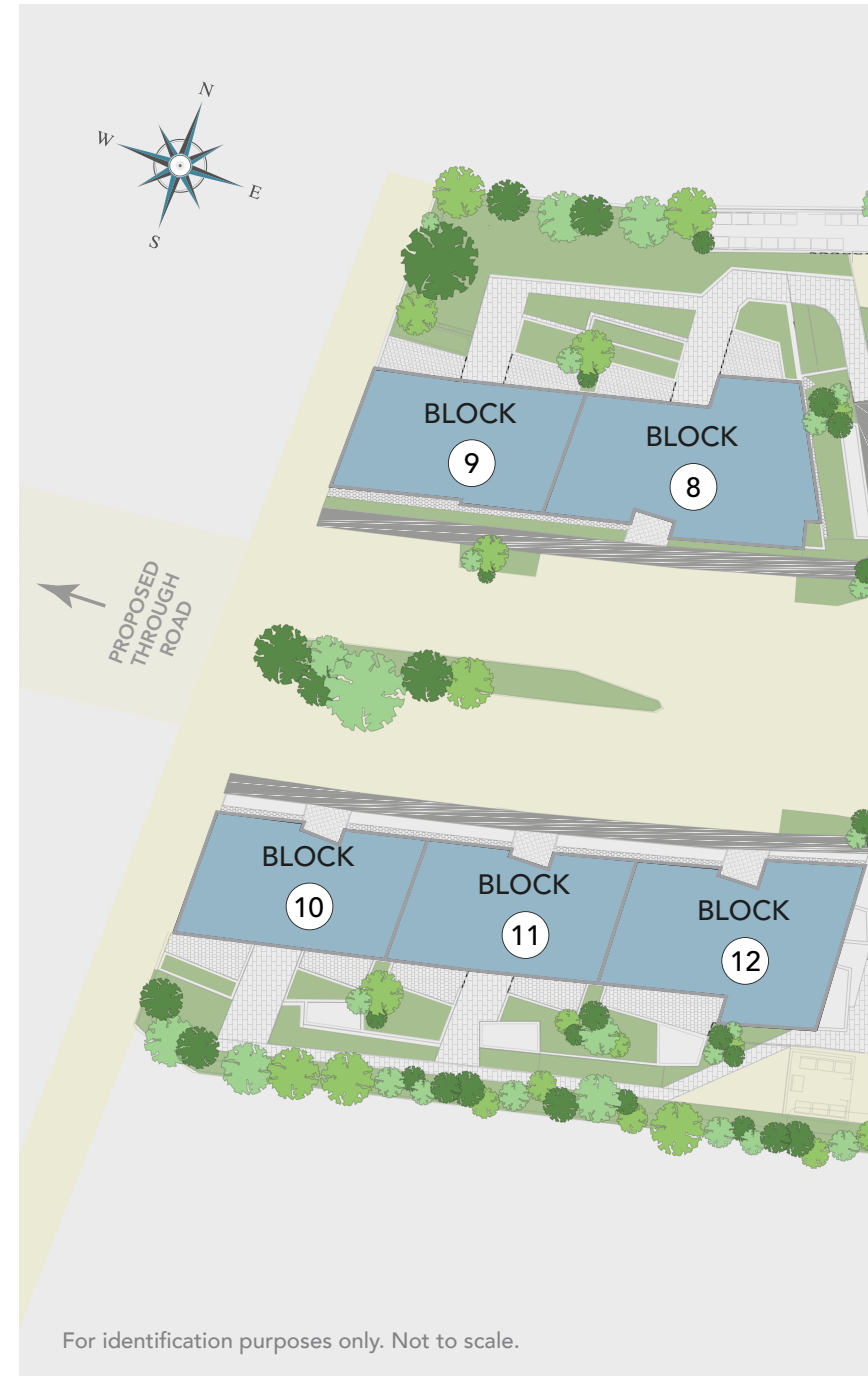 N
W
E
S
BLOCK
9
BLOCK
8
PROPOSED
THROUGH
ROAD
BLOCK
10
BLOCK
11
BLOCK
12
For identification purposes only. Not to scale.